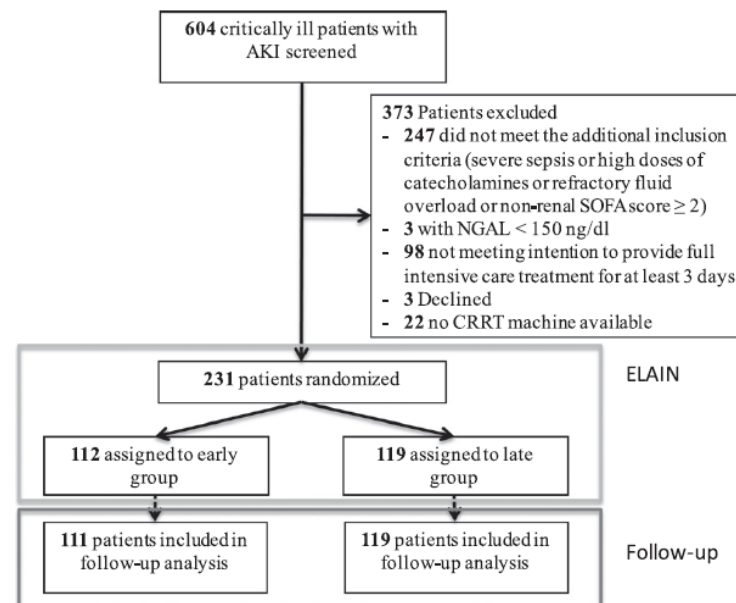 604 critically ill patients with
AKI screened
373 Patients excluded
- 247 did not meet the additional inclusion
criteria (severe sepsis or high doses of
catecholamines or refractory fluid
overload or non-renal SOFA score ≥ 2)
- 3 with NGAL < 150 ng/dl
- 98 not meeting intention to provide full
intensive care treatment for at least 3 days
- 3 Declined
- 22 no CRRT machine available
ELAIN
231 patients randomized
112 assigned to early
group
119 assigned to late
group
111 patients included in
follow-up analysis
119 patients included in
follow-up analysis
Follow-up